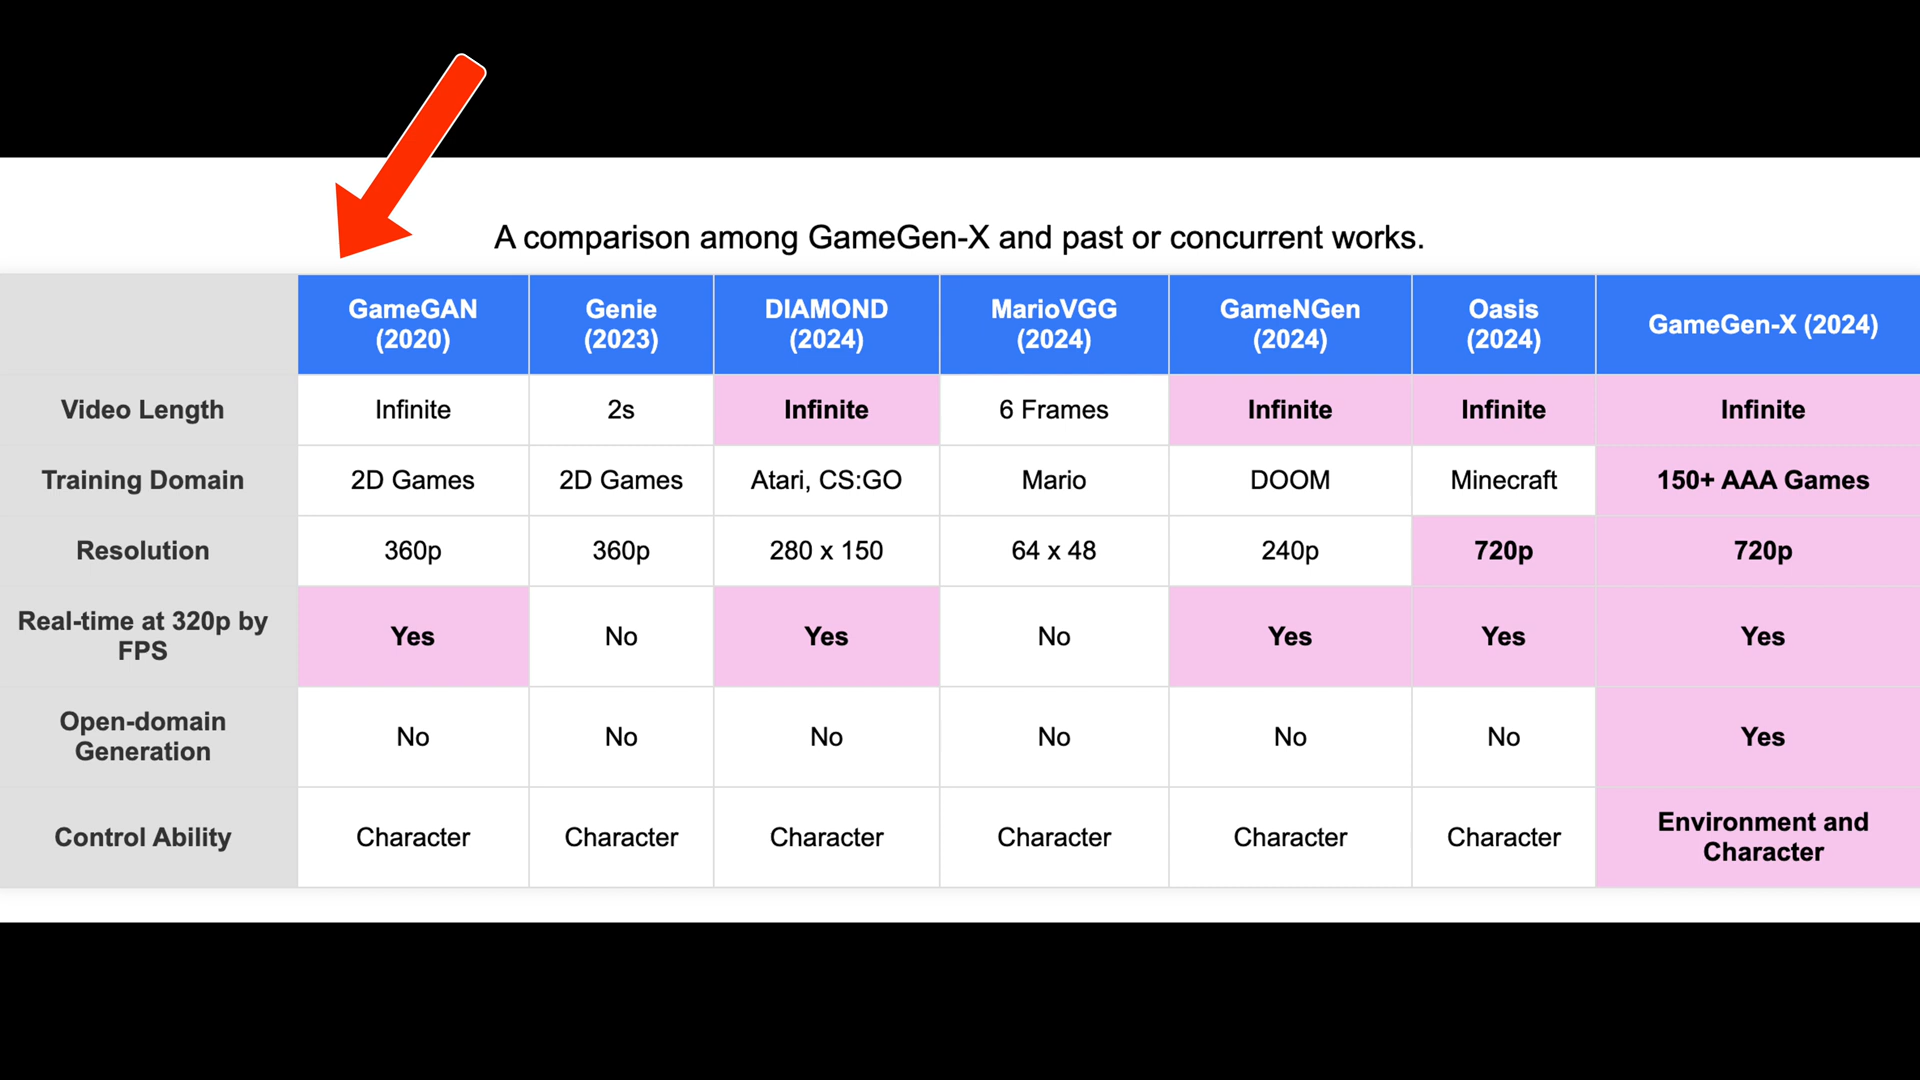 A comparison among GameGen-X and past or concurrent works.
GameGAN (2020) Genie (2023) DIAMOND (2024) MarioVGG (2024) GameNGen (2024) Oasis (2024) GameGen-X (2024)
Video Length Infinite 2s Infinite 6 Frames Infinite Infinite Infinite
Training Domain 2D Games 2D Games Atari, CS:GO Mario DOOM Minecraft 150+ AAA Games
Resolution 360p 360p 280 x 150 64 x 48 240p 720p 720p
Real-time at 320p by FPS Yes No Yes No Yes Yes Yes
Open-domain Generation No No No No No No Yes
Control Ability Character Character Character Character Character Character Environment and Character